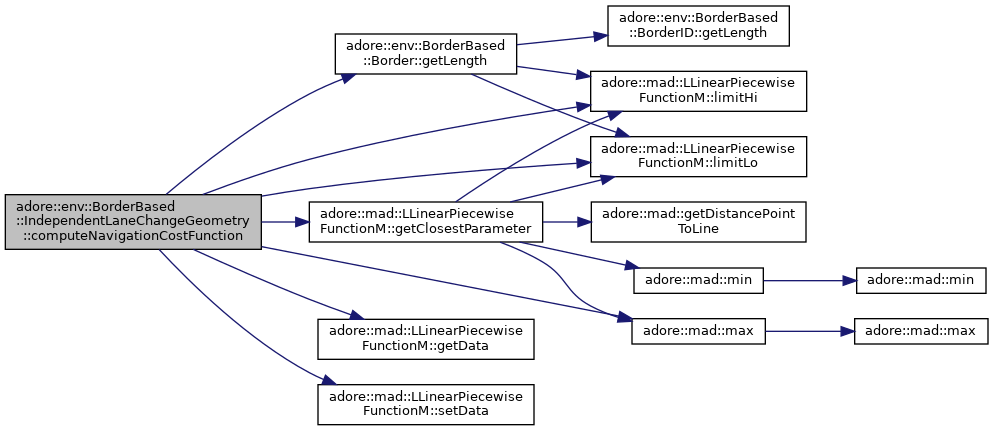 adore::env::BorderBased
::IndependentLaneChangeGeometry
::computeNavigationCostFunction
adore::env::BorderBased
::Border::getLength
adore::env::BorderBased
::BorderID::getLength
adore::mad::LLinearPiecewise
FunctionM::limitHi
adore::mad::LLinearPiecewise
FunctionM::limitLo
adore::mad::LLinearPiecewise
FunctionM::getClosestParameter
adore::mad::getDistancePoint
ToLine
adore::mad::min
adore::mad::min
adore::mad::max
adore::mad::max
adore::mad::LLinearPiecewise
FunctionM::getData
adore::mad::LLinearPiecewise
FunctionM::setData